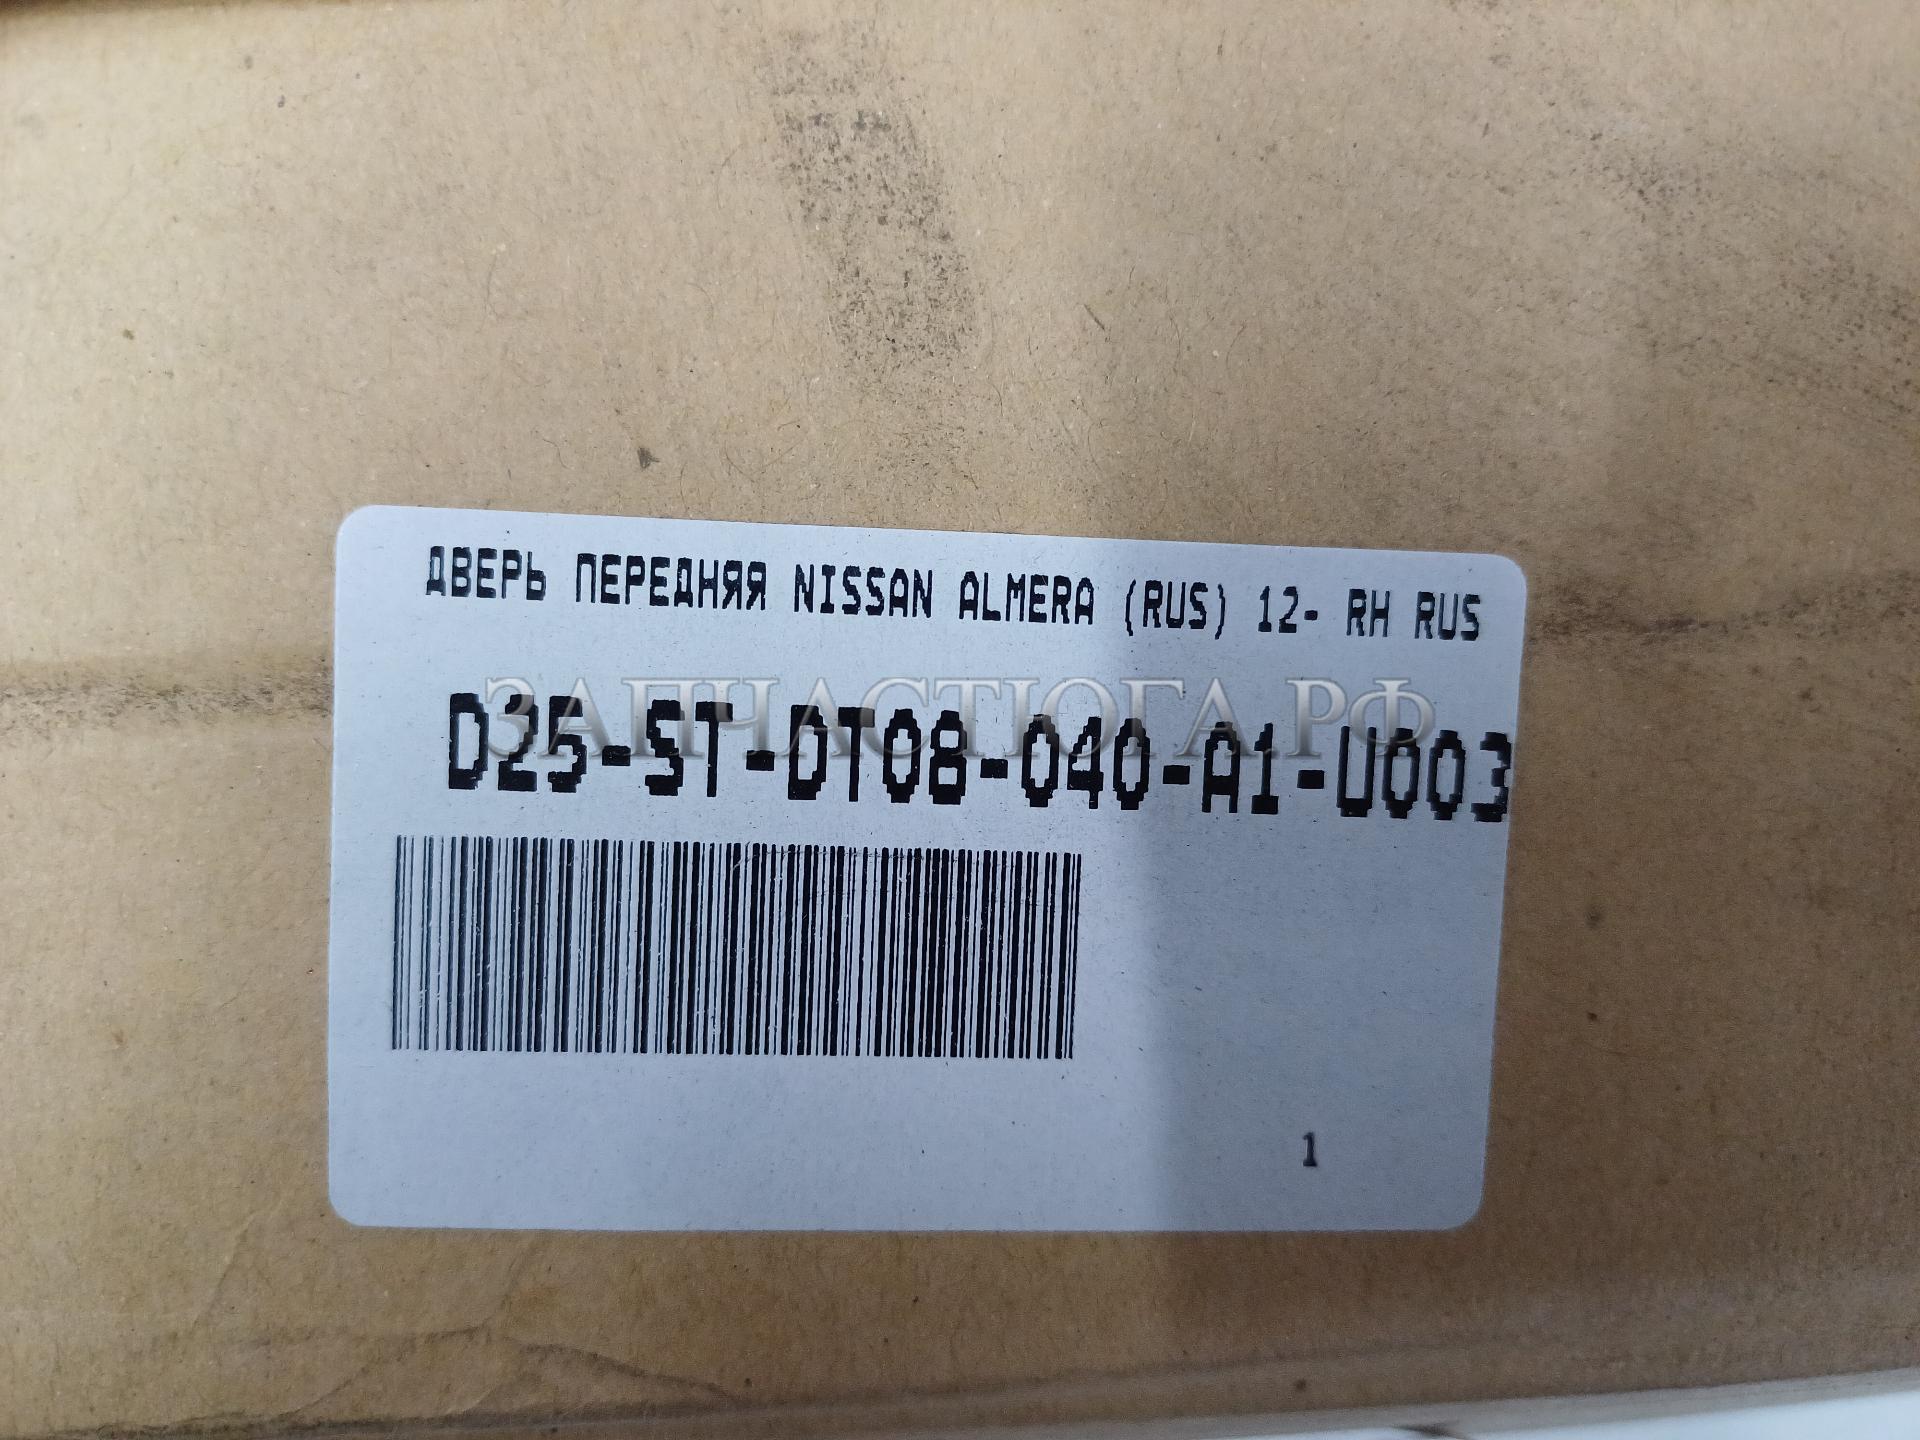 ДВЕРЬ ПЕРЕДНЯЯ NISSAN ALMERA (RUS) 12- RH RUS
ЗАПЧАСТЮГА.РФ
D25-ST-DT08-040-A1-U003
1